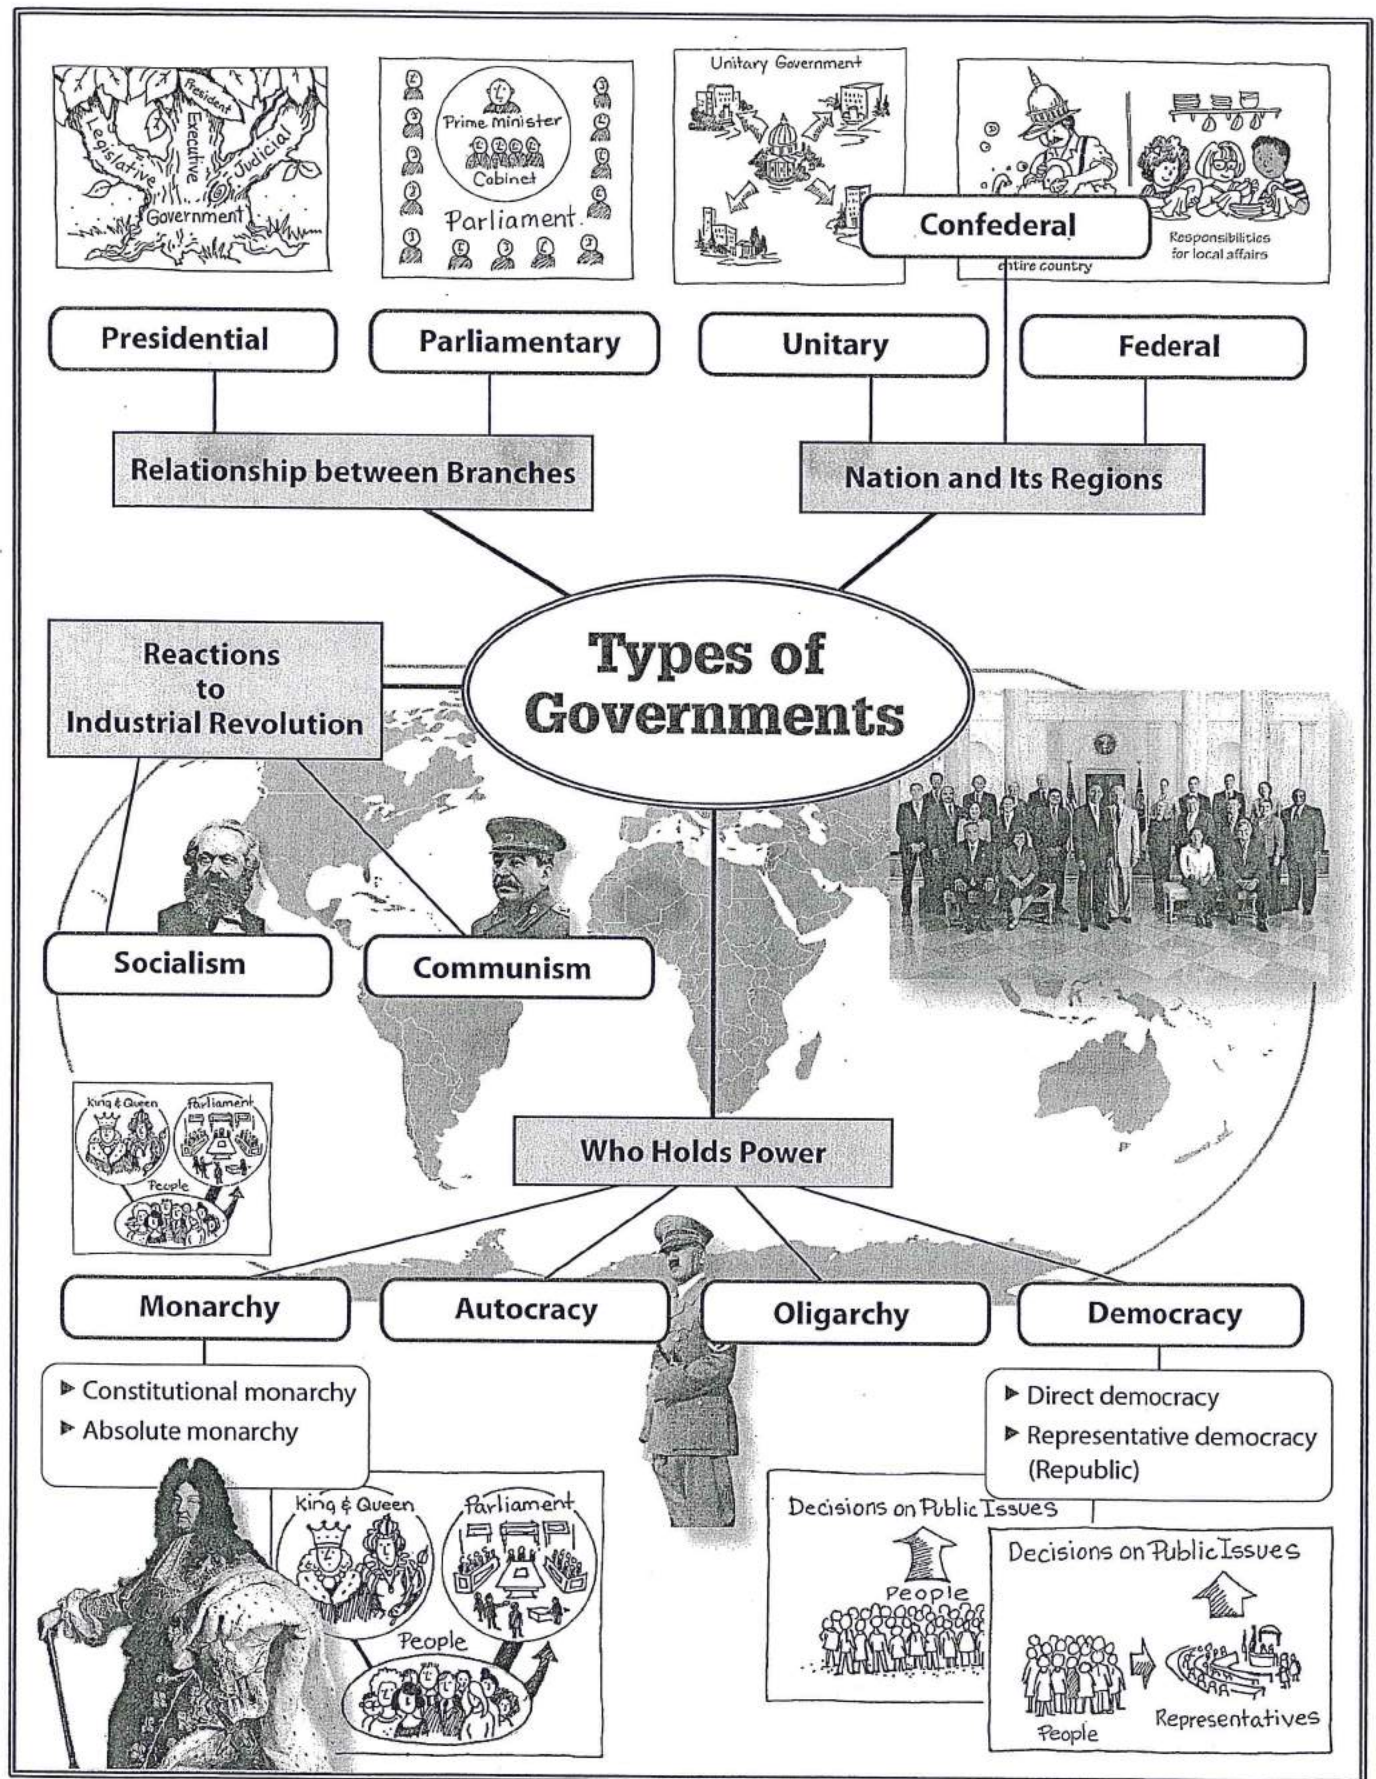 President
Legislative
Executive
Judicial
Government
Prime Minister
Cabinet
Parliament.
Unitary Government
Confederal
entire country
Responsibilities
for local affairs
Presidential
Parliamentary
Unitary
Federal
Relationship between Branches
Nation and Its Regions
Types of
Governments
Reactions
to
Industrial Revolution
Socialism
Communism
King & Queen
Parliament
People
Who Holds Power
Monarchy
Autocracy
Oligarchy
Democracy
▶ Constitutional monarchy
▶ Absolute monarchy
▶ Direct democracy
▶ Representative democracy
(Republic)
King & Queen
Parliament
People
Decisions on Public Issues
People
Decisions on Public Issues
People
Representatives